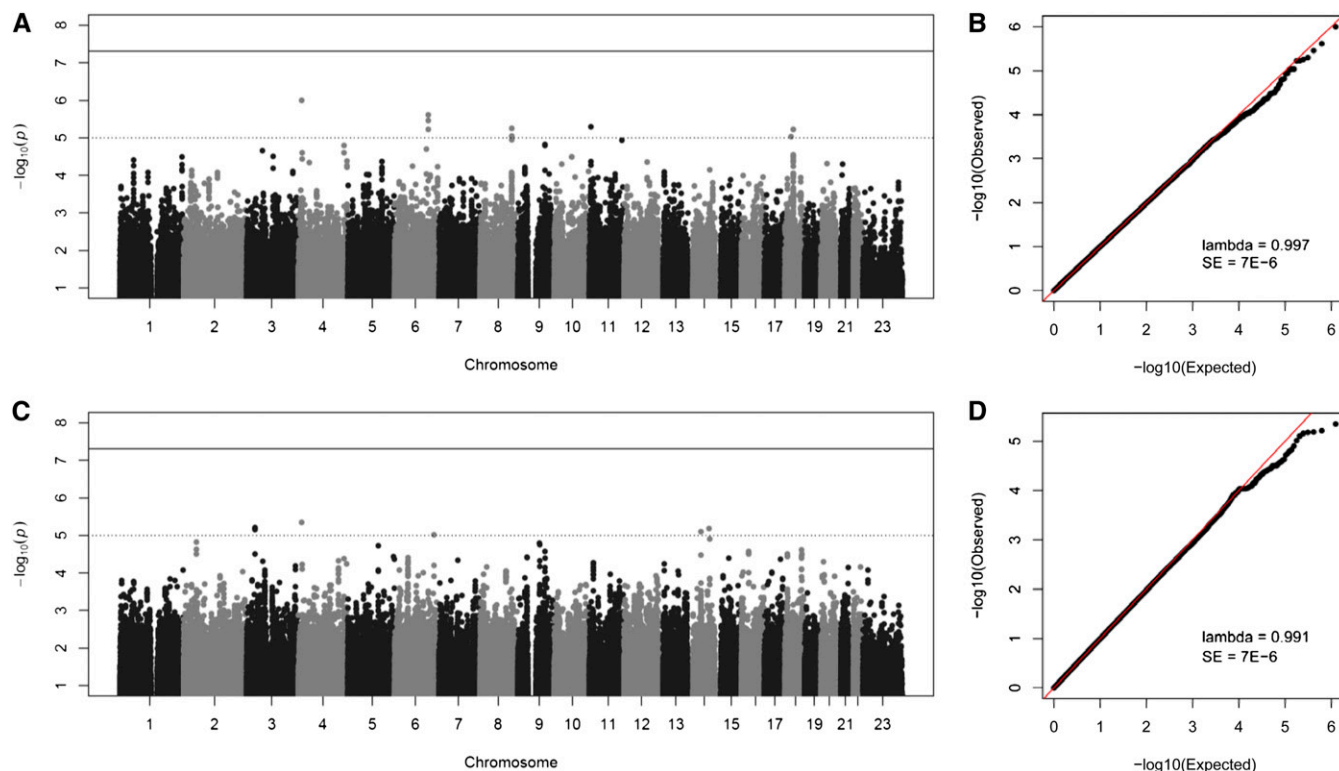 A
−log₁₀(p)
8
7
6
5
4
3
2
1
1 2 3 4 5 6 7 8 9 10 11 12 13 15 17 19 21 23
Chromosome
B
−log10(Observed)
6
5
4
3
2
1
0
lambda = 0.997
SE = 7E−6
0 1 2 3 4 5 6
−log10(Expected)
C
−log₁₀(p)
8
7
6
5
4
3
2
1
1 2 3 4 5 6 7 8 9 10 11 12 13 15 17 19 21 23
Chromosome
D
−log10(Observed)
5
4
3
2
1
0
lambda = 0.991
SE = 7E−6
0 1 2 3 4 5 6
−log10(Expected)